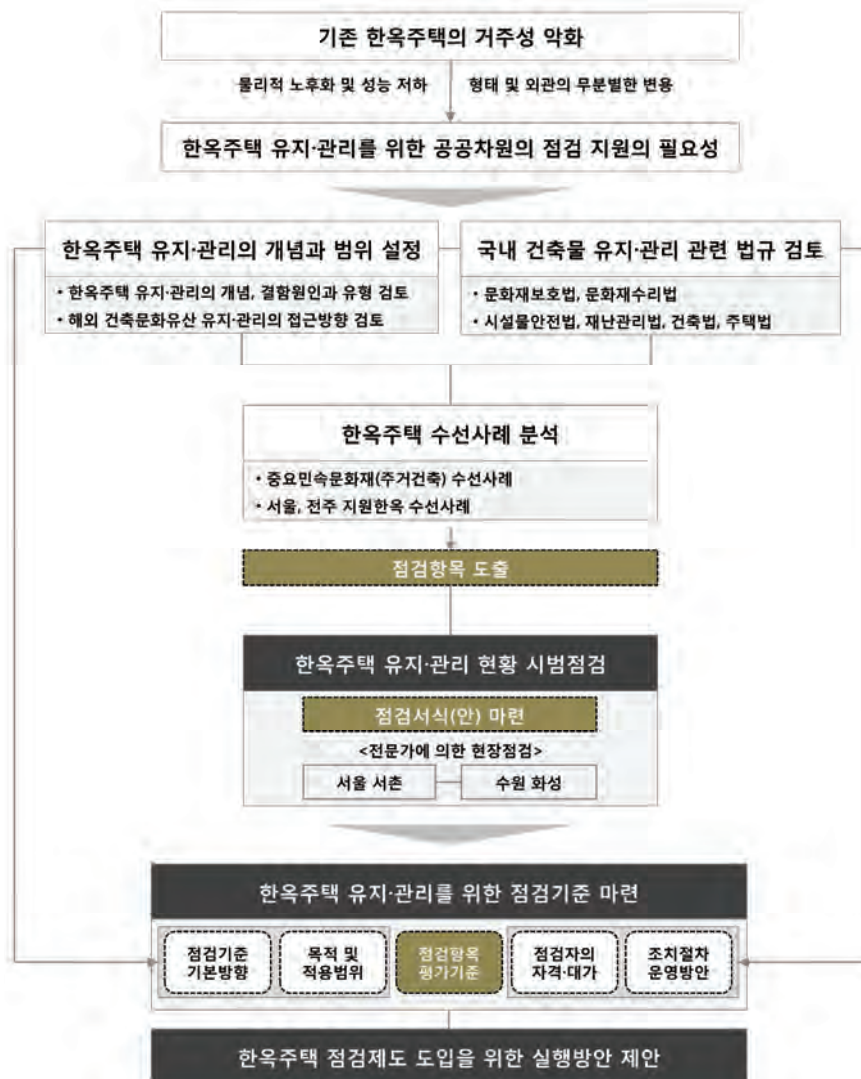 기존 한옥주택의 거주성 악화
물리적 노후화 및 성능 저하
형태 및 외관의 무분별한 변용
한옥주택 유지·관리를 위한 공공차원의 점검 지원의 필요성
한옥주택 유지·관리의 개념과 범위 설정
• 한옥주택 유지·관리의 개념, 결함원인과 유형 검토
• 해외 건축문화유산 유지·관리의 접근방향 검토
국내 건축물 유지·관리 관련 법규 검토
• 문화재보호법, 문화재수리법
• 시설물안전법, 재난관리법, 건축법, 주택법
한옥주택 수선사례 분석
• 중요민속문화재(주거건축) 수선사례
• 서울, 전주 지원한옥 수선사례
점검항목 도출
한옥주택 유지·관리 현황 시범점검
점검서식(안) 마련
<전문가에 의한 현장점검>
서울 서촌
수원 화성
한옥주택 유지·관리를 위한 점검기준 마련
점검기준
기본방향
목적 및
적용범위
점검항목
평가기준
점검자의
자격·대가
조치절차
운영방안
한옥주택 점검제도 도입을 위한 실행방안 제안